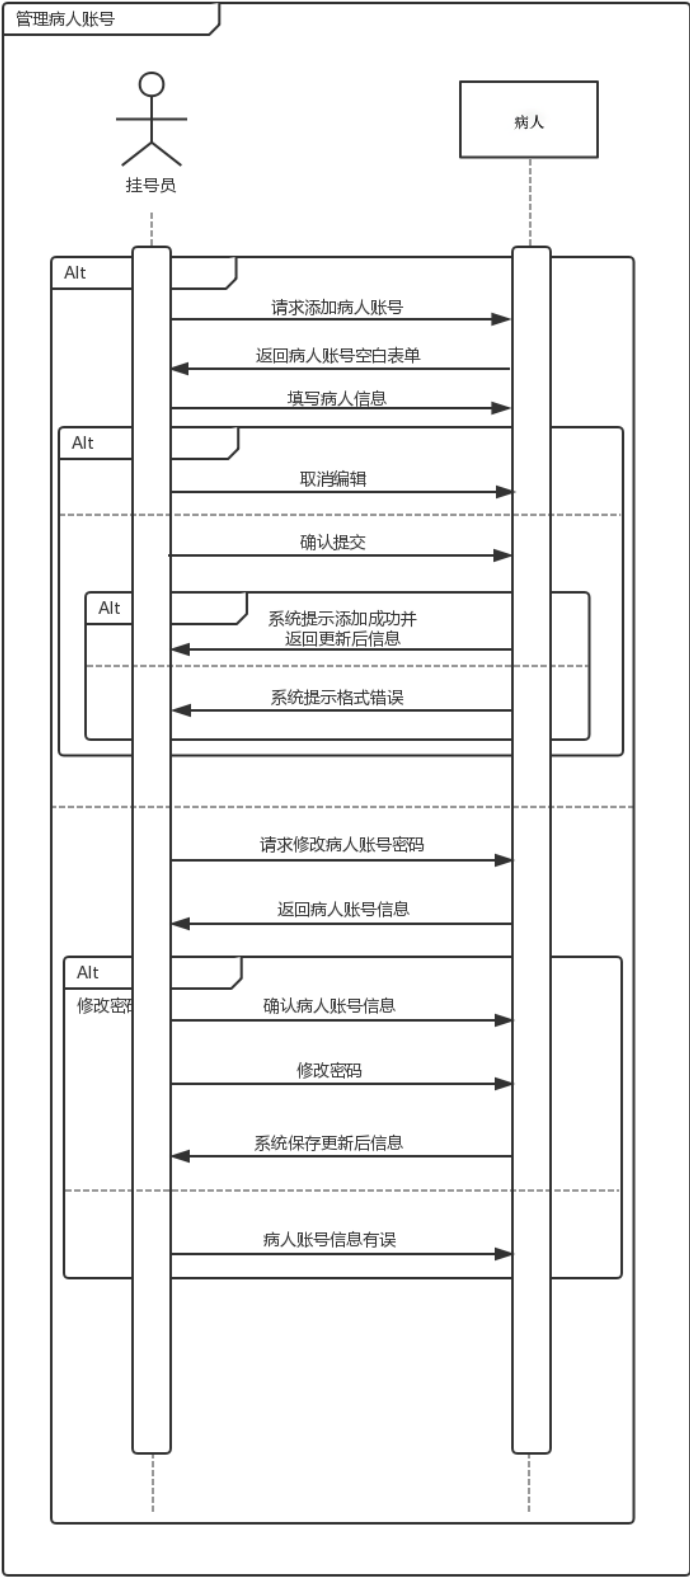 管理病人账号
病人
挂号员
Alt
请求添加病人账号
返回病人账号空白表单
填写病人信息
Alt
取消编辑
确认提交
Alt
系统提示添加成功并
返回更新后信息
系统提示格式错误
请求修改病人账号密码
返回病人账号信息
Alt
修改密
确认病人账号信息
修改密码
系统保存更新后信息
病人账号信息有误